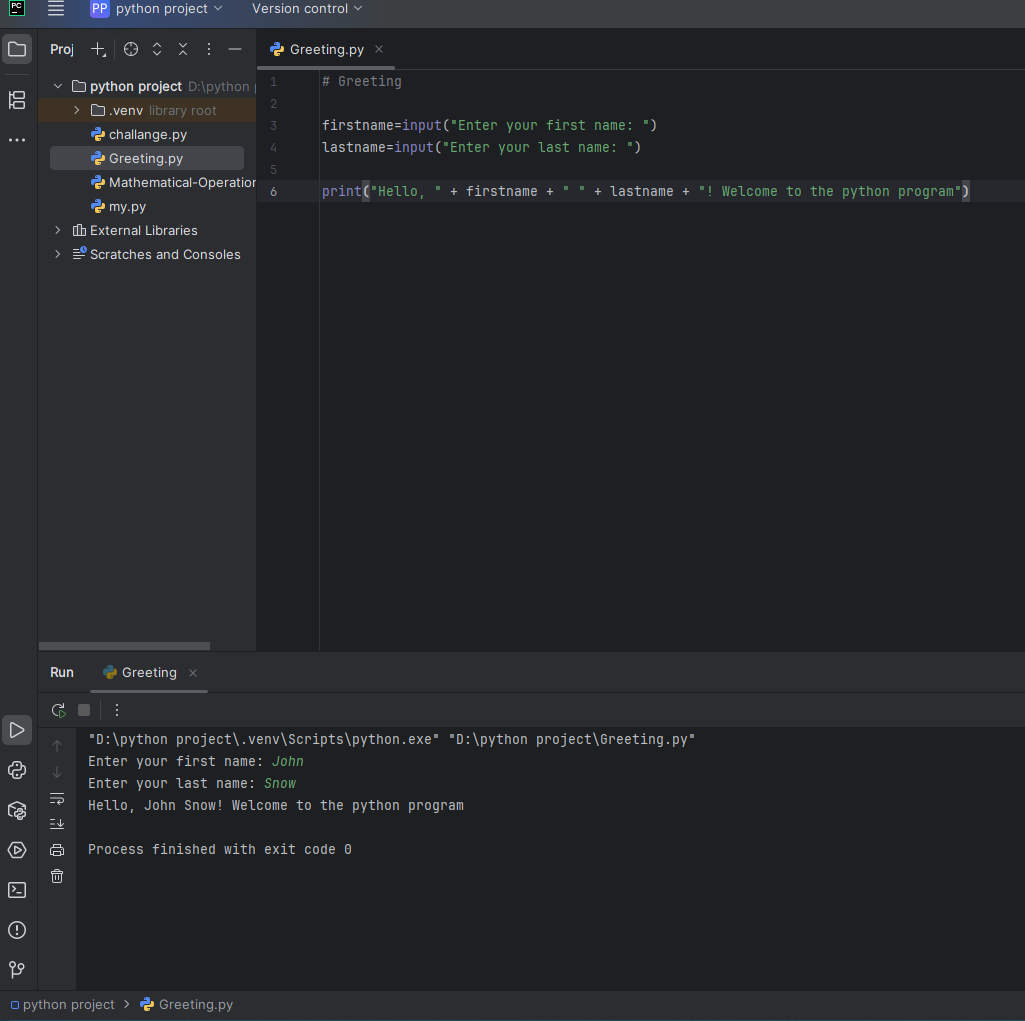 PC
PP python project Version control
Proj
Greeting.py
python project D:\python
.venv library root
challange.py
Greeting.py
Mathematical-Operation
my.py
External Libraries
Scratches and Consoles
1 # Greeting
2
3 firstname=input("Enter your first name: ")
4 lastname=input("Enter your last name: ")
5
6 print("Hello, " + firstname + " " + lastname + "! Welcome to the python program")
Run Greeting
"D:\python project\.venv\Scripts\python.exe" "D:\python project\Greeting.py"
Enter your first name: John
Enter your last name: Snow
Hello, John Snow! Welcome to the python program
Process finished with exit code 0
python project > Greeting.py